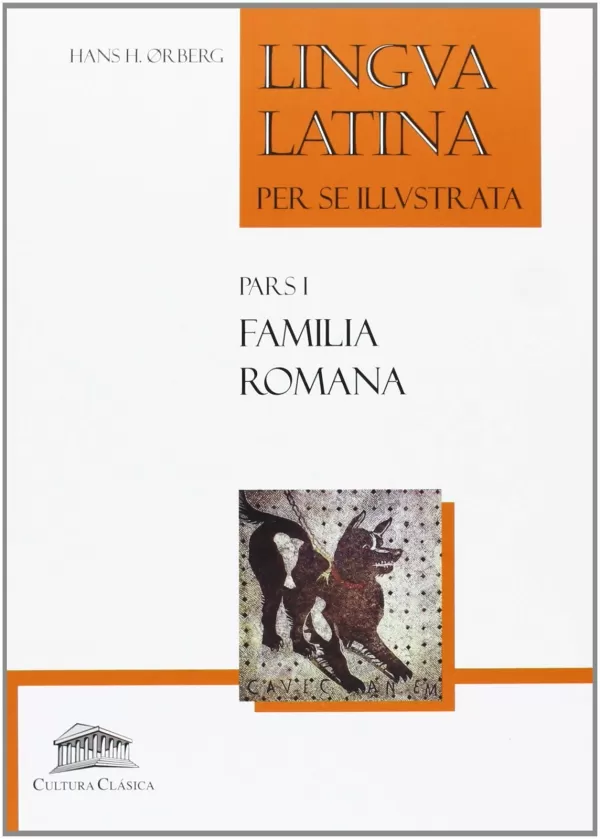 HANS H. ØRBERG
LINGVA
LATINA
PER SE ILLVSTRATA
PARS I
FAMILIA
ROMANA
CAVE CANEM
CULTURA CLÁSICA